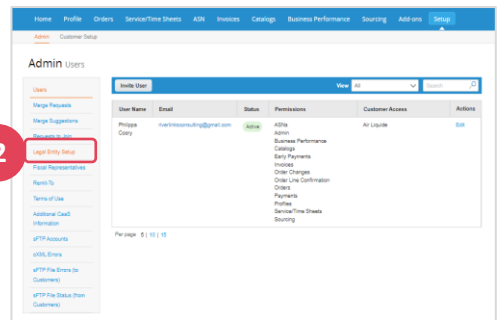 Home Profile Orders Service/Time Sheets ASN Invoices Catalogs Business Performance Sourcing Add-ons Setup
Admin Customer Setup
Admin Users
Users
Merge Requests
Merge Suggestions
Requests to Join
Legal Entity Setup
Fiscal Representatives
Remit-To
Terms of Use
Additional CaaS
Information
sFTP Accounts
cXML Errors
sFTP File Errors (to
Customers)
sFTP File Status (from
Customers)
2
Invite User View All Search
User Name Email Status Permissions Customer Access Actions
Philippe riverlinksconsulting@gmail.com Active ASNs Air Liquide Edit
Admin
Business Performance
Catalogs
Early Payments
Invoices
Order Changes
Order Line Confirmation
Orders
Payments
Profiles
Service/Time Sheets
Sourcing
Per page 5 | 10 | 15